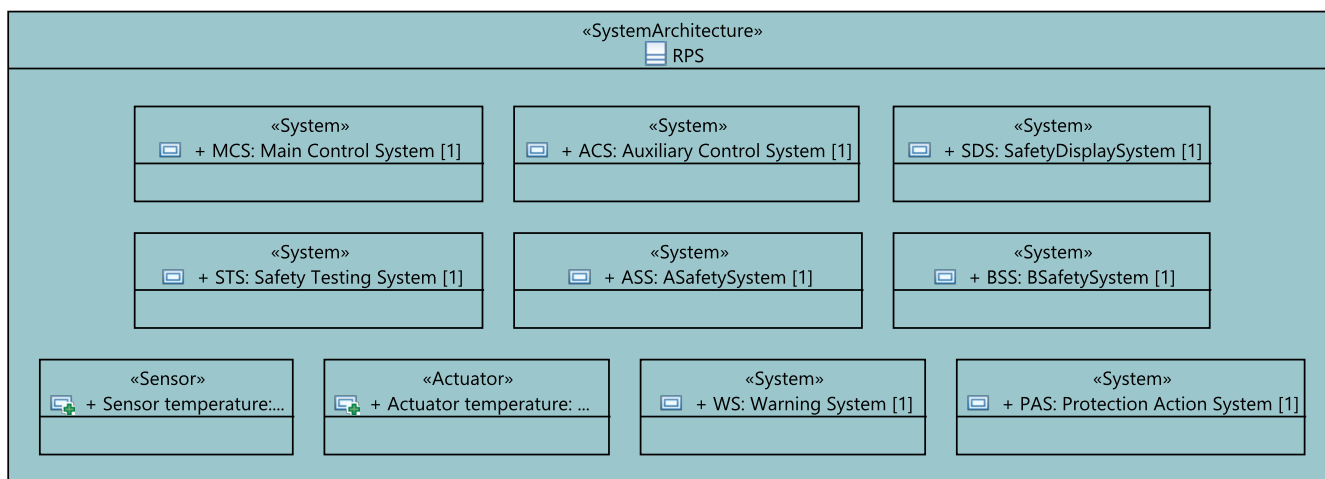 «SystemArchitecture»
RPS
«System»
+ MCS: Main Control System [1]
«System»
+ ACS: Auxiliary Control System [1]
«System»
+ SDS: SafetyDisplaySystem [1]
«System»
+ STS: Safety Testing System [1]
«System»
+ ASS: ASafetySystem [1]
«System»
+ BSS: BSafetySystem [1]
«Sensor»
+ Sensor temperature:...
«Actuator»
+ Actuator temperature: ...
«System»
+ WS: Warning System [1]
«System»
+ PAS: Protection Action System [1]